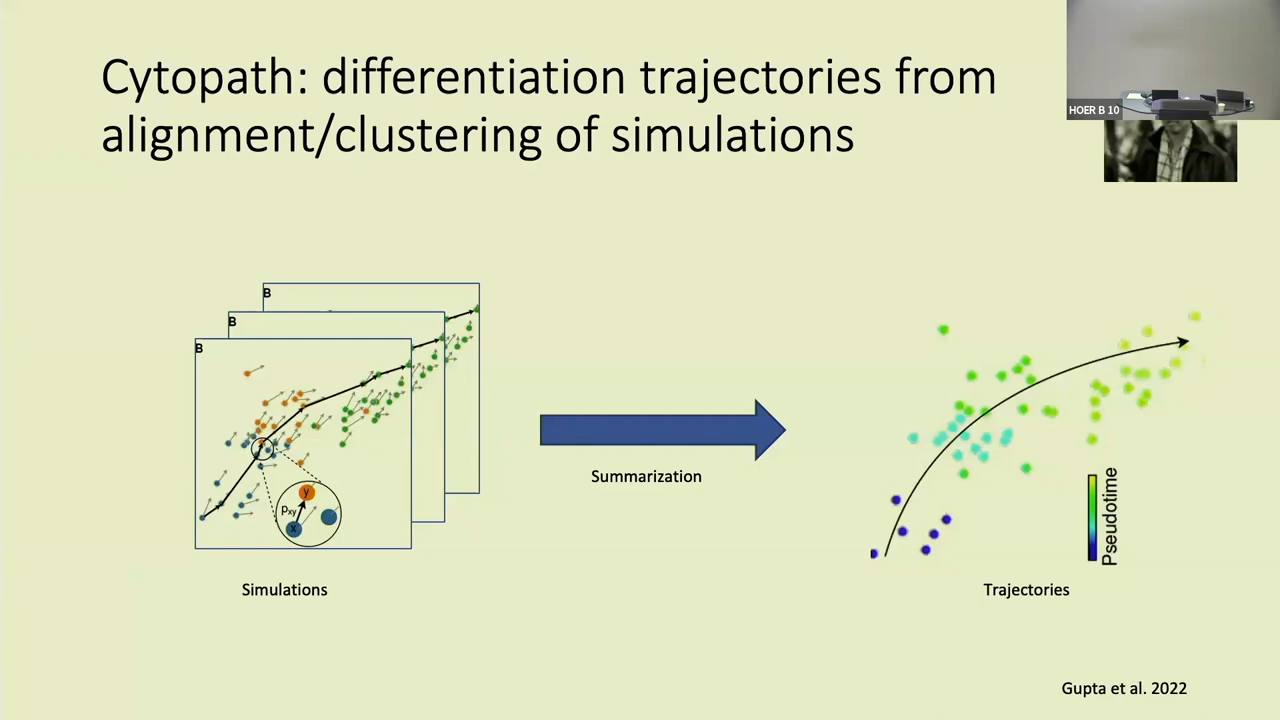 Cytopath: differentiation trajectories from
alignment/clustering of simulations
HOER B 10
B
B
B
y
pxy
x
Simulations
Summarization
Pseudotime
Trajectories
Gupta et al. 2022